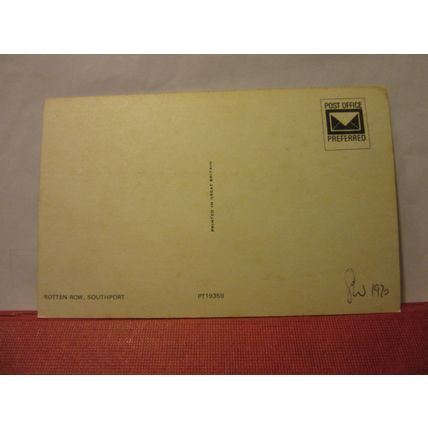 POST OFFICE
PREFERRED
PRINTED IN GREAT BRITAIN
ROTTEN ROW, SOUTHPORT
PT19359
1970